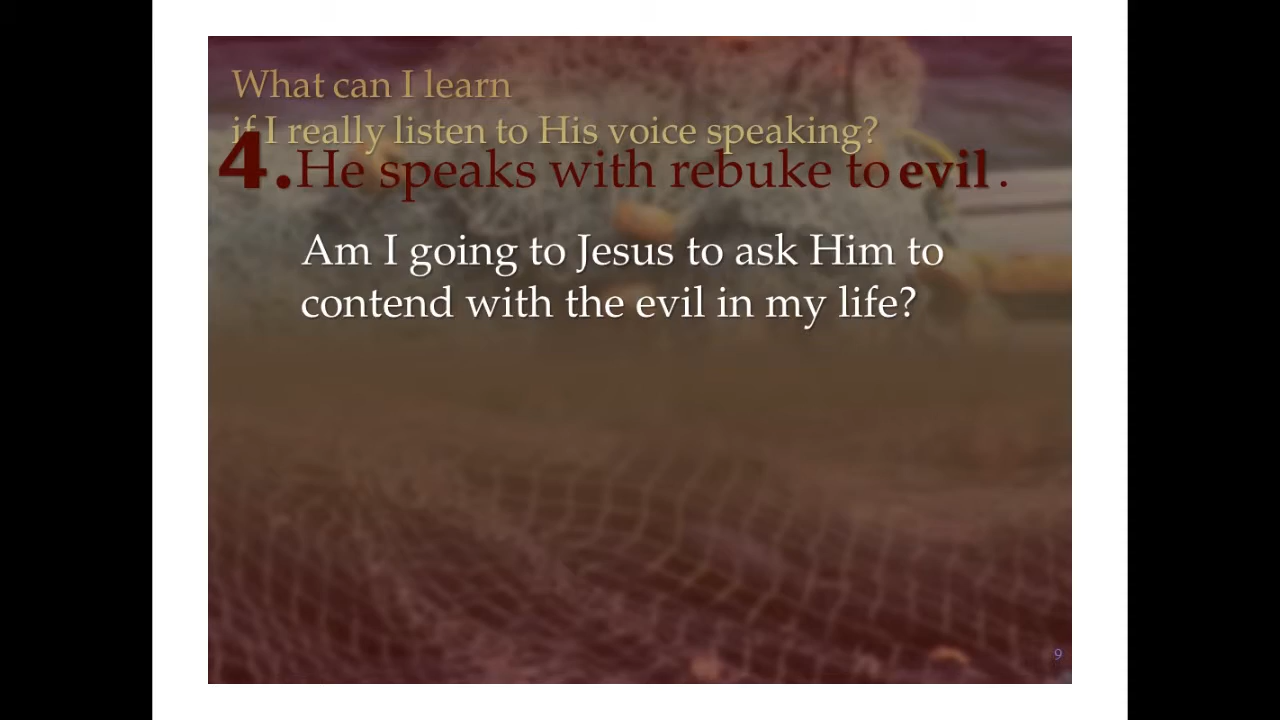 What can I learn
if I really listen to His voice speaking?
4. He speaks with rebuke to evil.
Am I going to Jesus to ask Him to
contend with the evil in my life?
9